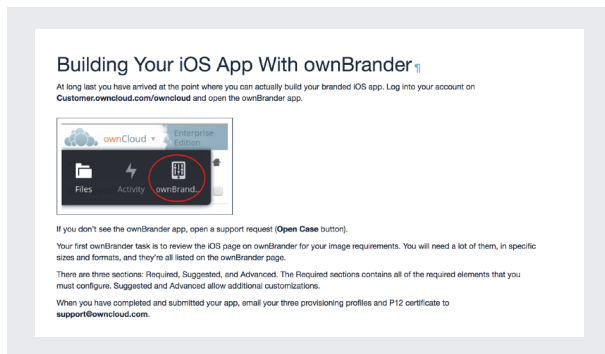 Building Your iOS App With ownBrander¶
At long last you have arrived at the point where you can actually build your branded iOS app. Log into your account on
Customer.owncloud.com/owncloud and open the ownBrander app.
ownCloud
Enterprise
Edition
Files
Activity
ownBrand...
If you don't see the ownBrander app, open a support request (Open Case button).
Your first ownBrander task is to review the iOS page on ownBrander for your image requirements. You will need a lot of them, in specific
sizes and formats, and they're all listed on the ownBrander page.
There are three sections: Required, Suggested, and Advanced. The Required sections contains all of the required elements that you
must configure. Suggested and Advanced allow additional customizations.
When you have completed and submitted your app, email your three provisioning profiles and P12 certificate to
support@owncloud.com.